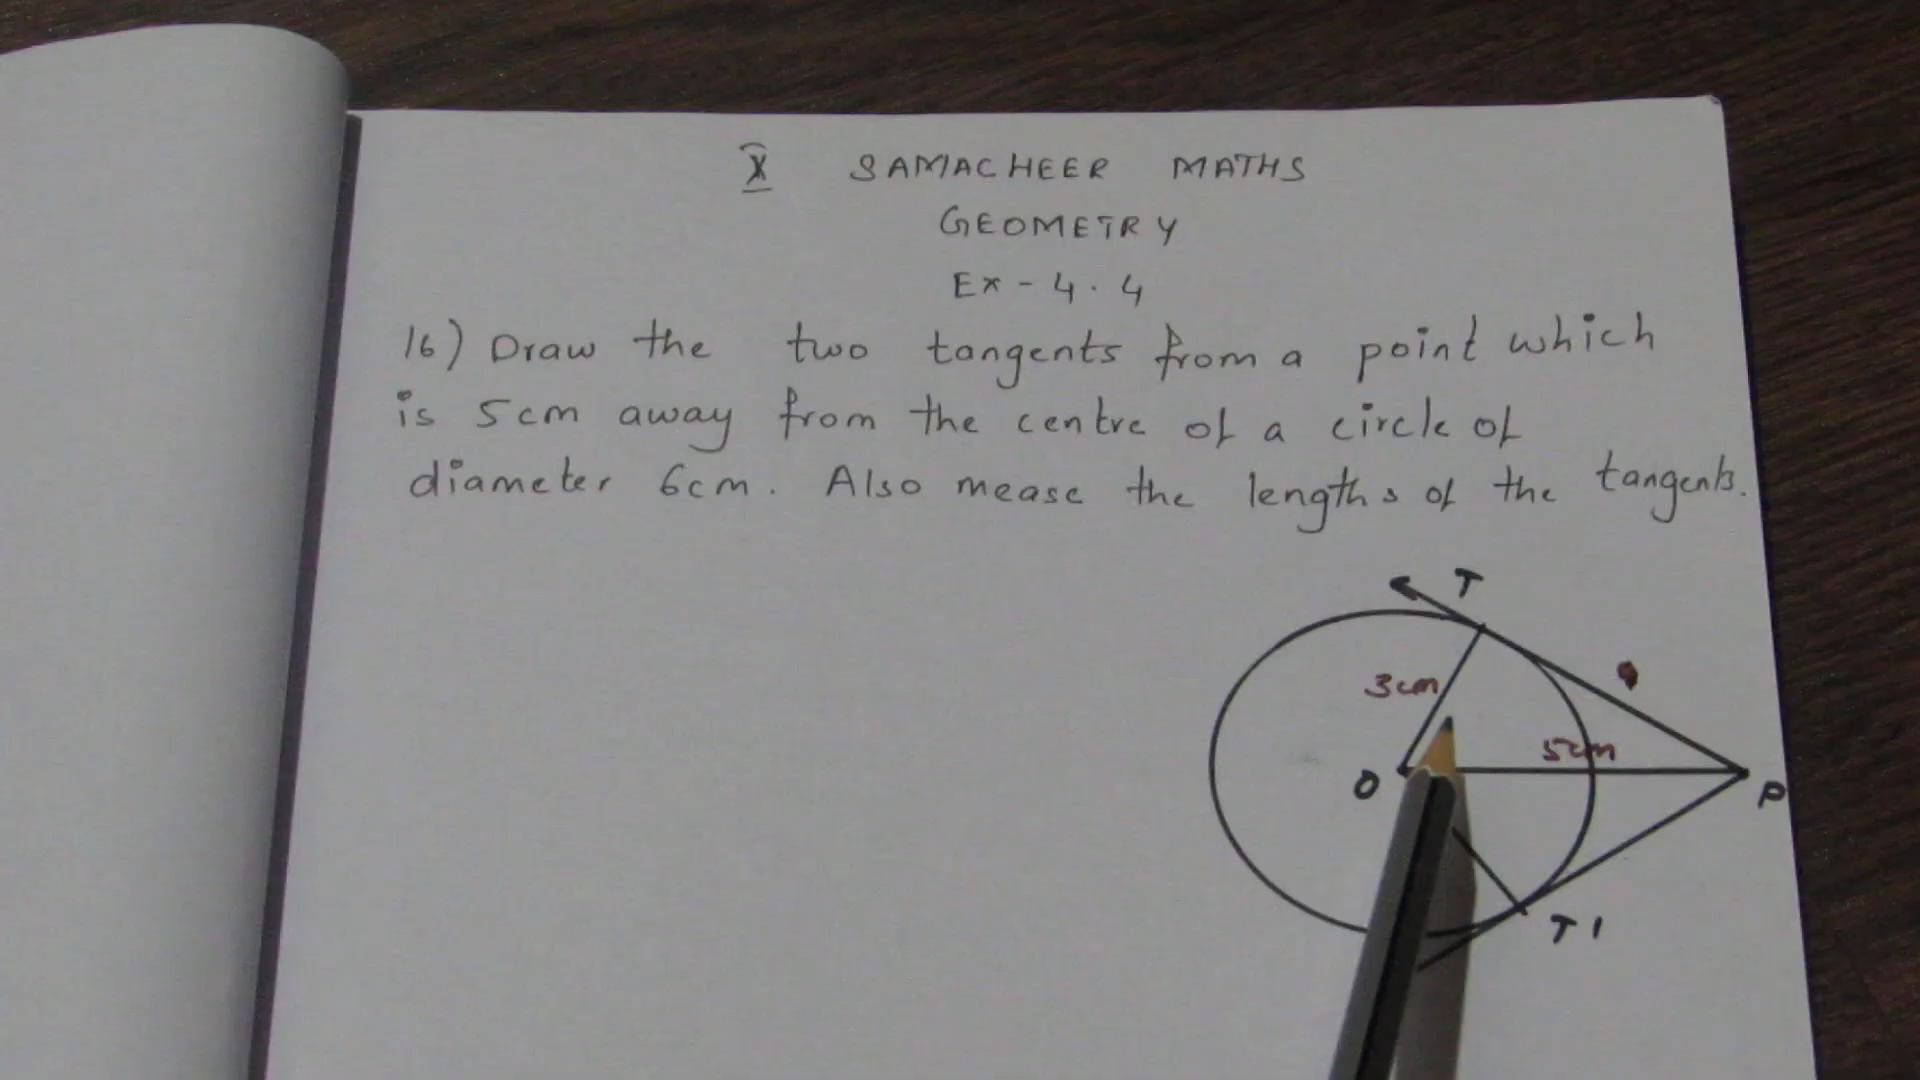 X SAMACHEER MATHS
GEOMETRY
Ex - 4.4
16) Draw the two tangents from a point which
is 5cm away from the centre of a circle of
diameter 6cm. Also mease the lengths of the tangents.
T
3cm
5cm
O
P
T1